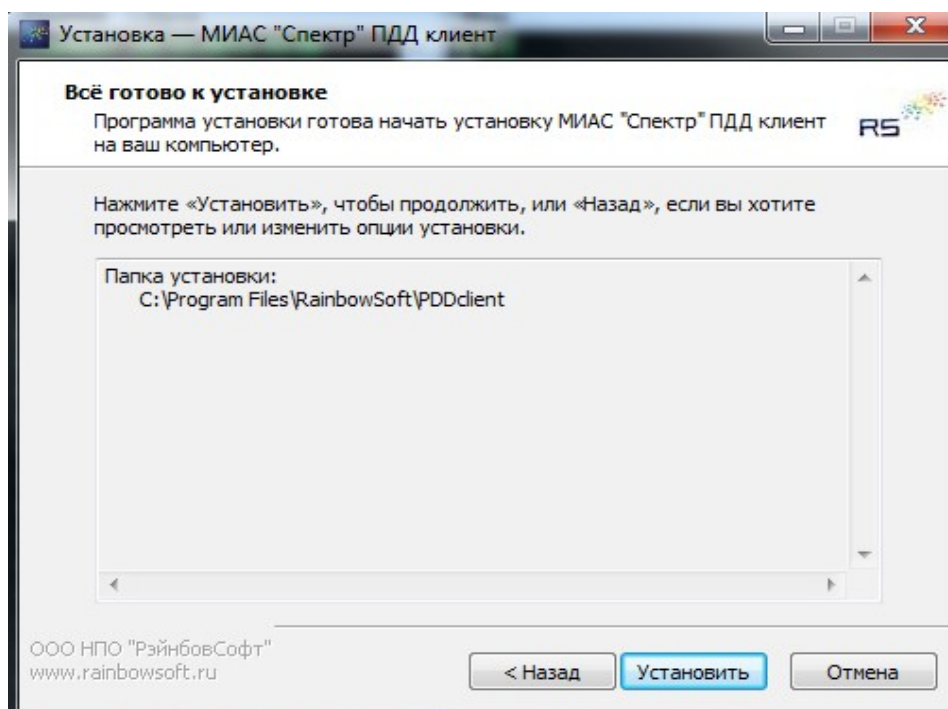 Установка — МИАС "Спектр" ПДД клиент
Всё готово к установке
Программа установки готова начать установку МИАС "Спектр" ПДД клиент
на ваш компьютер.
RS
Нажмите «Установить», чтобы продолжить, или «Назад», если вы хотите
просмотреть или изменить опции установки.
Папка установки:
C:\Program Files\RainbowSoft\PDDclient
ООО НПО "РэйнбовСофт"
www.rainbowsoft.ru
< Назад
Установить
Отмена